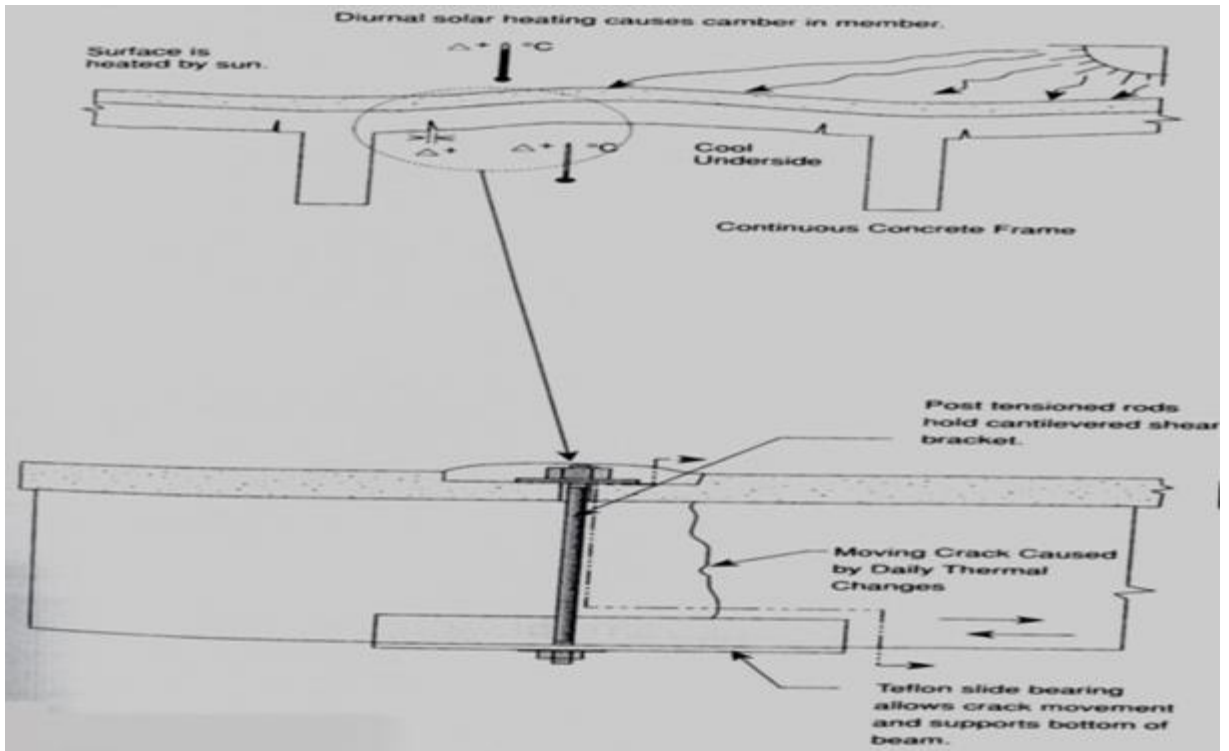 Diurnal solar heating causes camber in member.
Surface is
heated by sun.
△ + °C
△ +
△ + °C
Cool
Underside
Continuous Concrete Frame
Post tensioned rods
hold cantilevered shear
bracket.
Moving Crack Caused
by Daily Thermal
Changes
Teflon slide bearing
allows crack movement
and supports bottom of
beam.